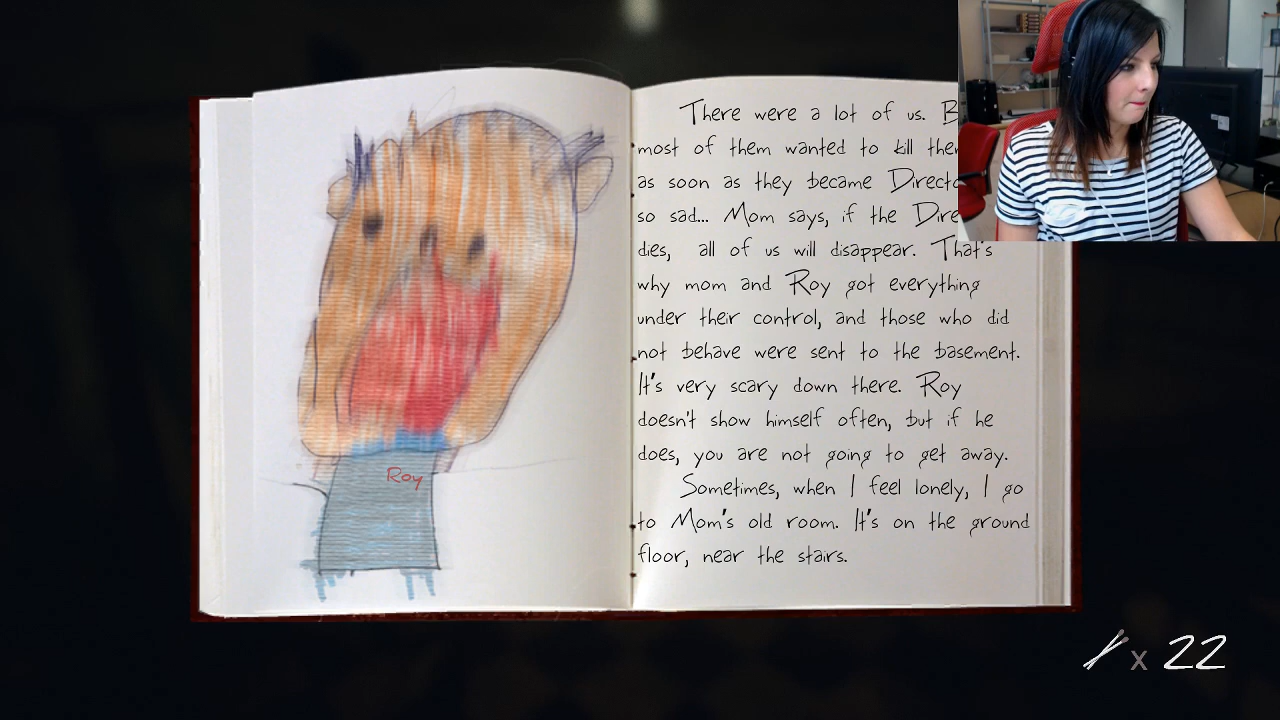 There were a lot of us.
most of them wanted to kill
as soon as they became
so sad... Mom says, if the
dies, all of us will disappear. That's
why mom and Roy got everything
under their control, and those who did
not behave were sent to the basement.
It's very scary down there. Roy
doesn't show himself often, but if he
does, you are not going to get away.
Sometimes, when I feel lonely, I go
to Mom's old room. It's on the ground
floor, near the stairs.
Roy
x 22